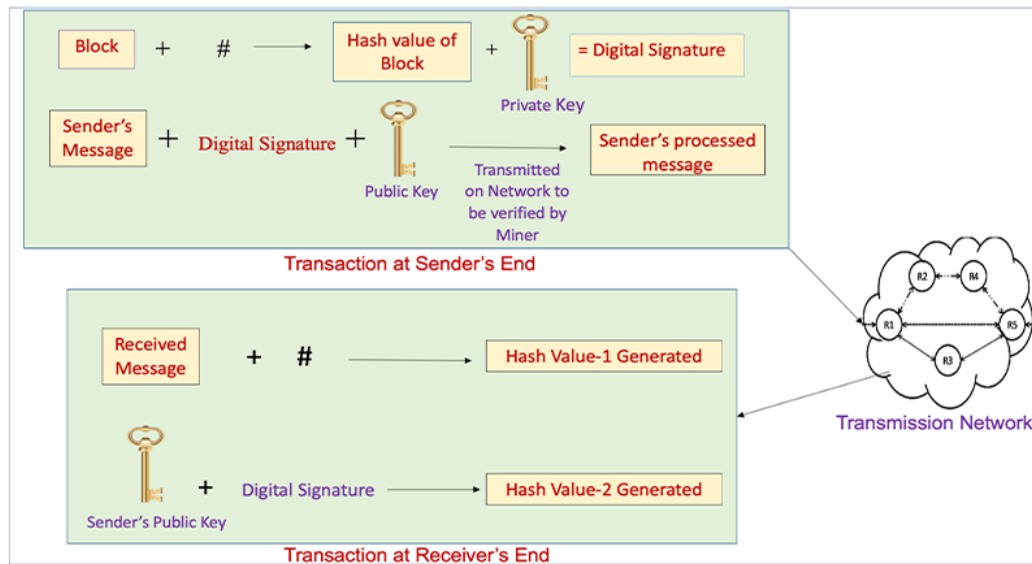 Block + # Hash value of
Block + = Digital Signature
Private Key
Sender's
Message + Digital Signature + Sender's processed
message
Public Key
Transmitted
on Network to
be verified by
Miner
Transaction at Sender's End
R2 R4
R1 R5
R3
Transmission Network
Received
Message + # Hash Value-1 Generated
+ Digital Signature Hash Value-2 Generated
Sender's Public Key
Transaction at Receiver's End